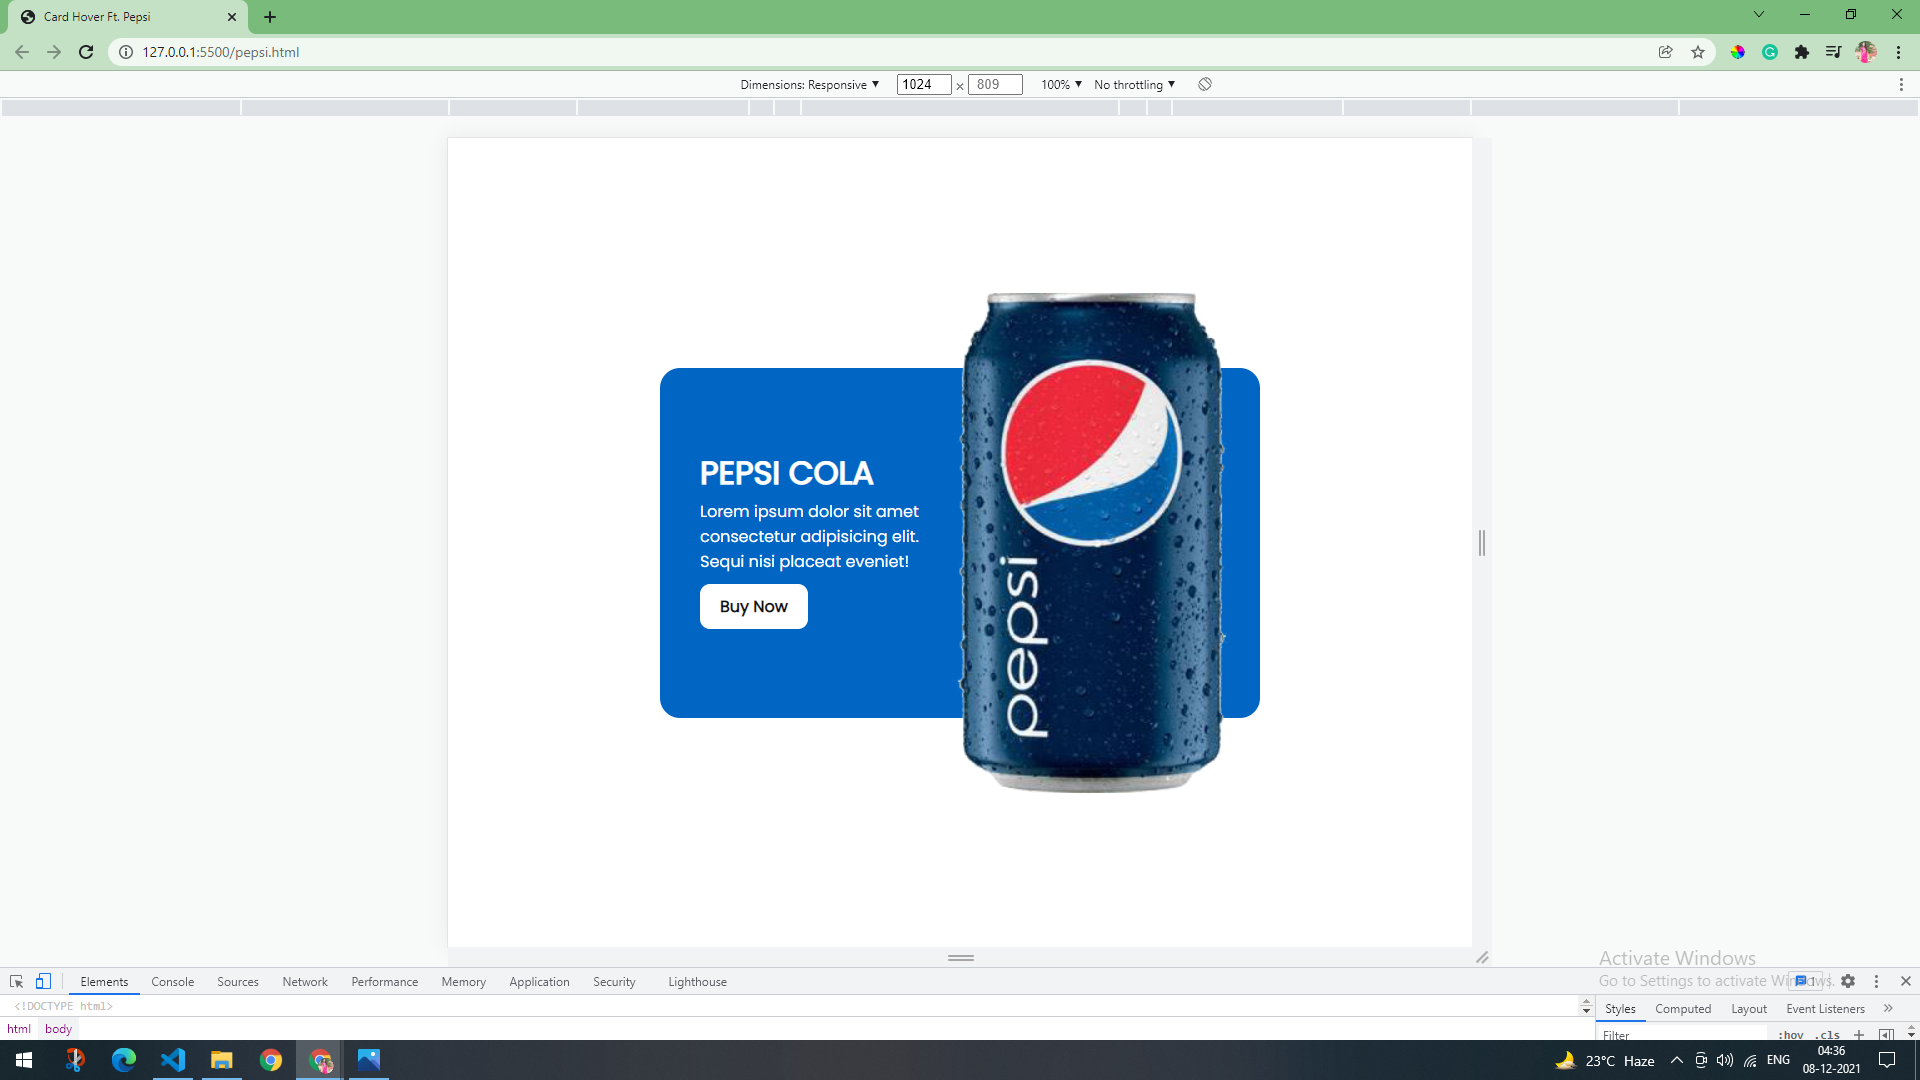 Card Hover Ft. Pepsi
127.0.0.1:5500/pepsi.html
Dimensions: Responsive 1024 × 809 100% No throttling
PEPSI COLA
Lorem ipsum dolor sit amet
consectetur adipisicing elit.
Sequi nisi placeat eveniet!
Buy Now
pepsi
Activate Windows
Go to Settings to activate Windows.
Elements Console Sources Network Performance Memory Application Security Lighthouse 1
<!DOCTYPE html>
html body
Styles Computed Layout Event Listeners »
Filter :hov .cls
23°C Haze ENG 04:36
08-12-2021